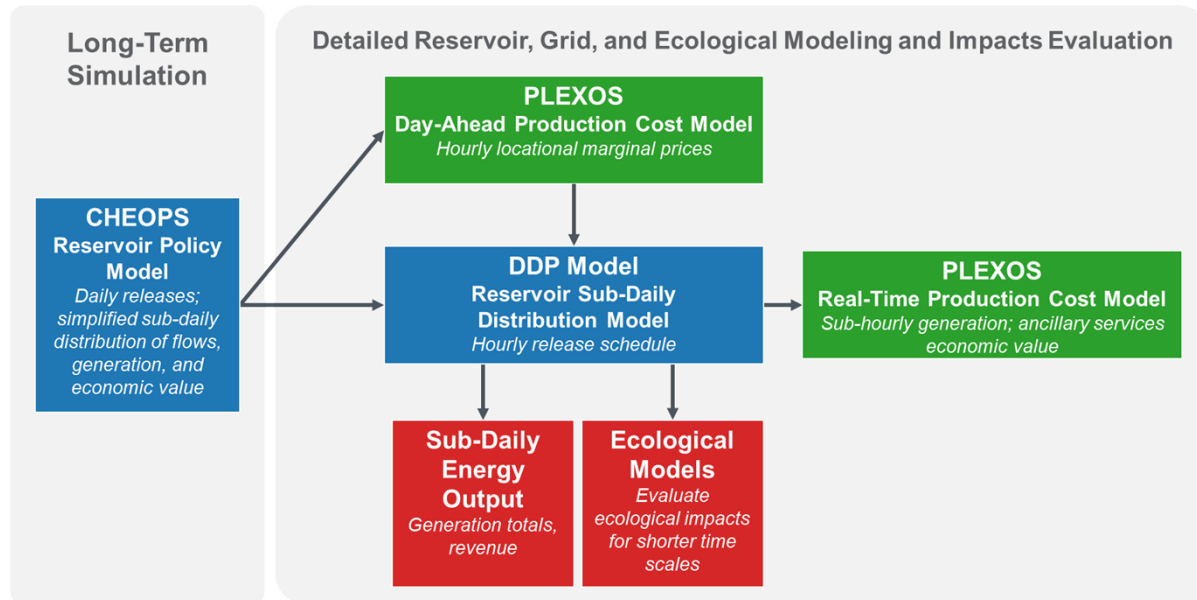 Long-Term
Simulation
Detailed Reservoir, Grid, and Ecological Modeling and Impacts Evaluation
PLEXOS
Day-Ahead Production Cost Model
Hourly locational marginal prices
CHEOPS
Reservoir Policy
Model
Daily releases;
simplified sub-daily
distribution of flows,
generation, and
economic value
DDP Model
Reservoir Sub-Daily
Distribution Model
Hourly release schedule
PLEXOS
Real-Time Production Cost Model
Sub-hourly generation; ancillary services
economic value
Sub-Daily
Energy
Output
Generation totals,
revenue
Ecological
Models
Evaluate
ecological impacts
for shorter time
scales